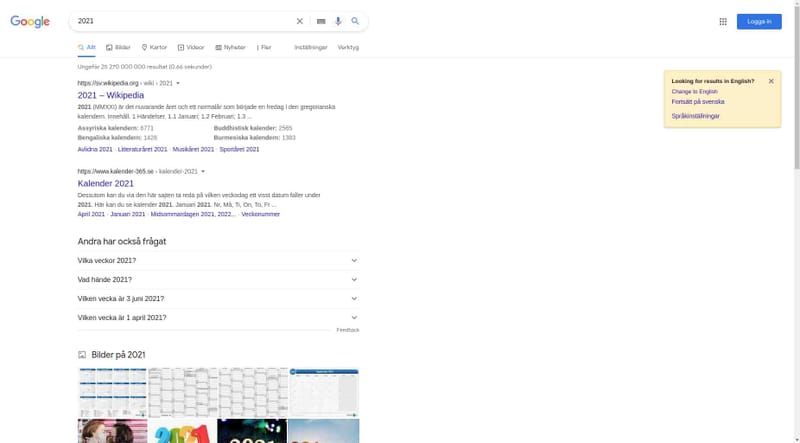 Google
2021
Allt Bilder Kartor Videor Nyheter Fler Inställningar Verktyg
Ungefär 25 270 000 000 resultat (0,66 sekunder)
https://sv.wikipedia.org › wiki › 2021
2021 – Wikipedia
2021 (MMXXI) är det nuvarande året och ett normalår som började en fredag i den gregorianska
kalendern. Innehåll. 1 Händelser. 1.1 Januari; 1.2 Februari; 1.3 ...
Assyriska kalendern: 6771 Buddhistisk kalender: 2565
Bengaliska kalendern: 1428 Burmesiska kalendern: 1383
Avlidna 2021 · Litteraturåret 2021 · Musikåret 2021 · Sportåret 2021
https://www.kalender-365.se › kalender-2021
Kalender 2021
Dessutom kan du via den här sajten ta reda på vilken veckodag ett visst datum faller under
2021. Här kan du se kalender 2021. Januari 2021. Nr, Må, Ti, On, To, Fr ...
April 2021 · Januari 2021 · Midsommardagen 2021, 2022... · Veckonummer
Andra har också frågat
Vilka veckor 2021?
Vad hände 2021?
Vilken vecka är 3 juni 2021?
Vilken vecka är 1 april 2021?
Feedback
Bilder på 2021
2021
2021
Logga in
Looking for results in English?
Change to English
Fortsätt på svenska
Språkinställningar